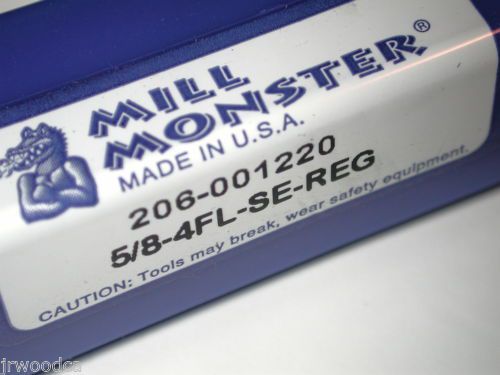 MILL
MONSTER®
MADE IN U.S.A.
206-001220
5/8-4FL-SE-REG
CAUTION: Tools may break, wear safety equipment.
jrwoodca